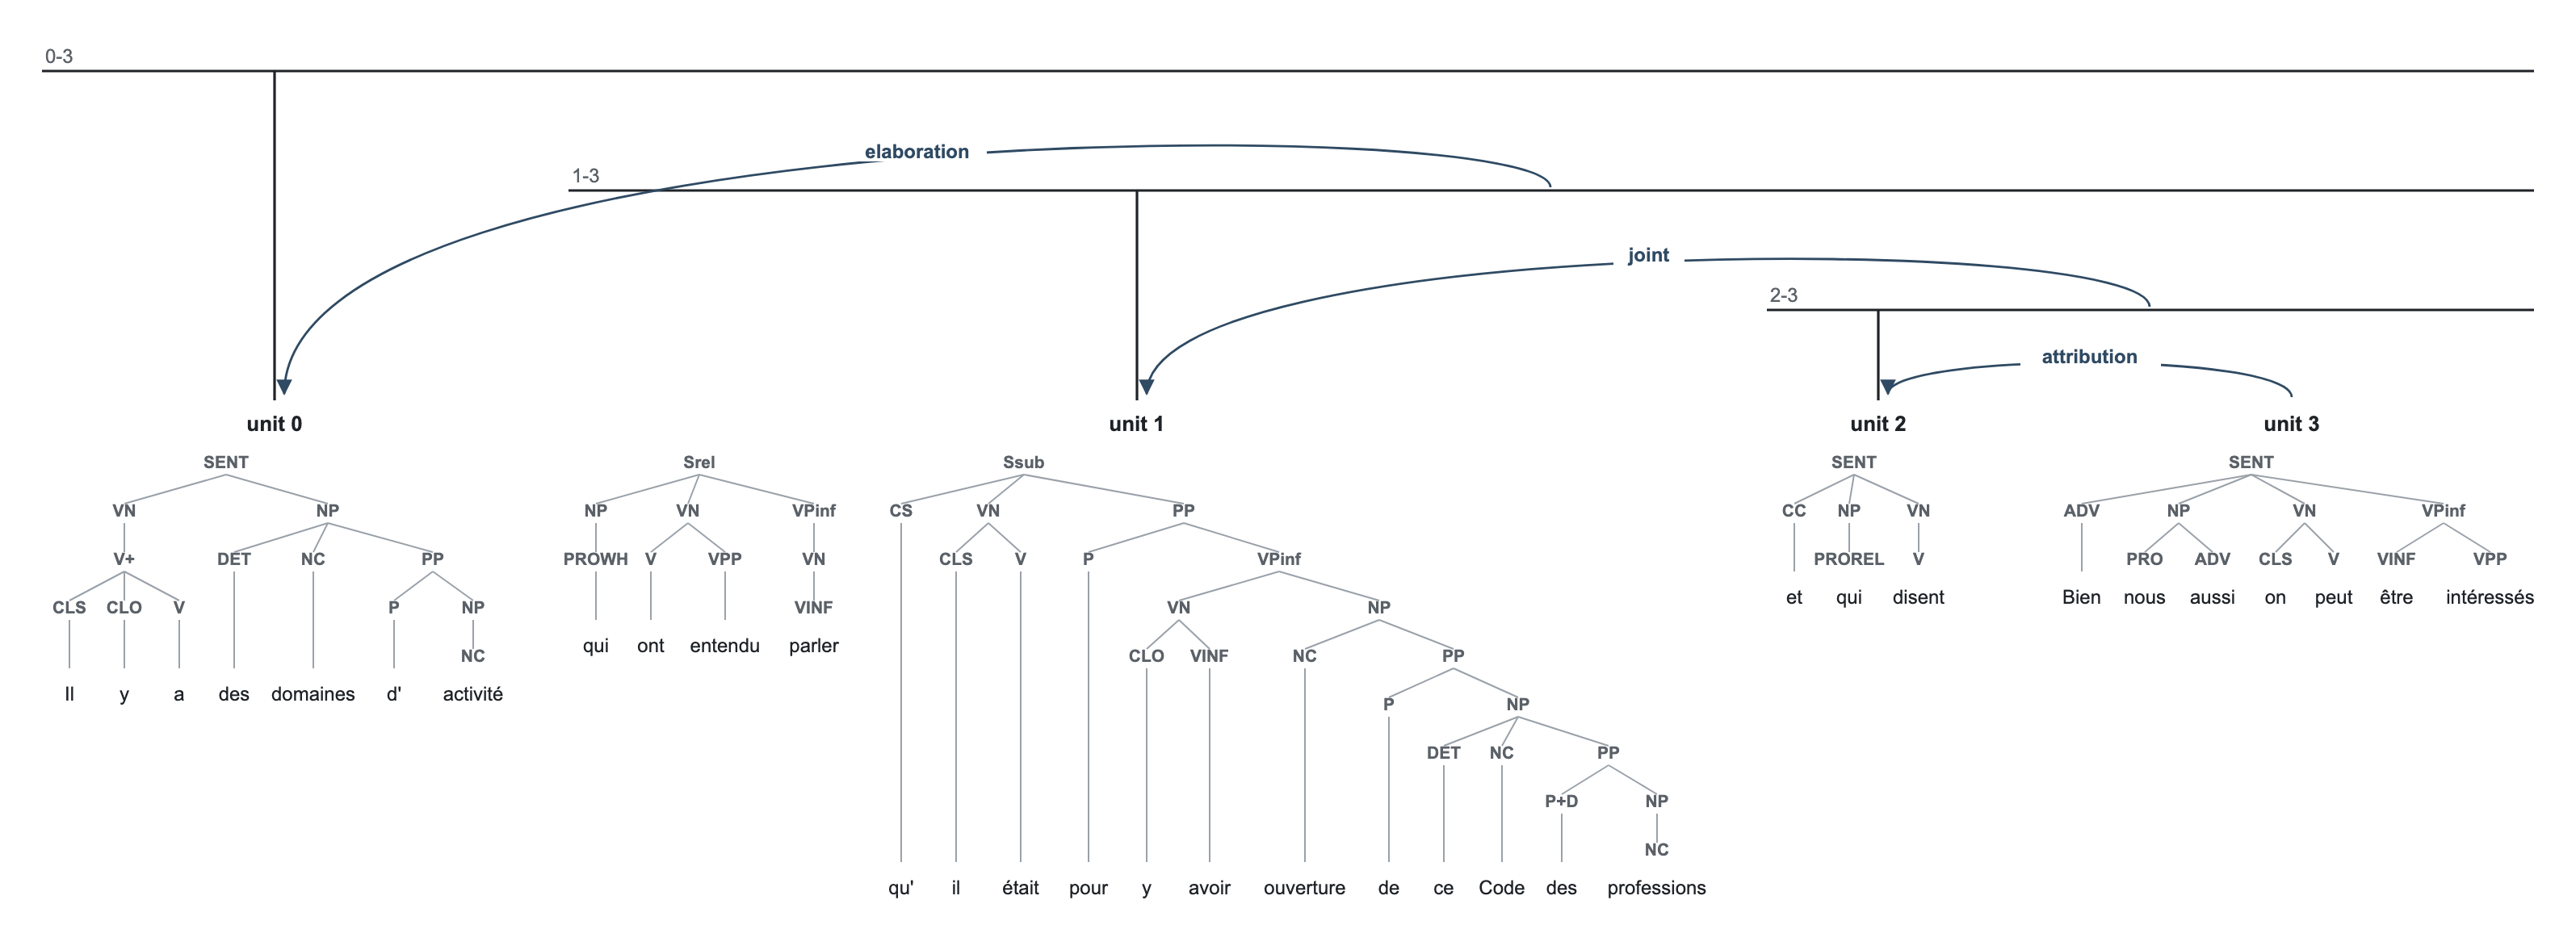 0-3
elaboration
1-3
joint
2-3
attribution
unit 0 unit 1 unit 2 unit 3
SENT Srel Ssub SENT SENT
VN NP NP VN VPinf CS VN PP CC NP VN ADV NP VN VPinf
V+ DET NC PP PROWH V VPP VN CLS V P VPinf PROREL V PRO ADV CLS V VINF VPP
et qui disent Bien nous aussi on peut être intéressés
CLS CLO V P NP VINF VN NP
qui ont entendu parler
NC CLO VINF NC PP
Il y a des domaines d' activité
P NP
DET NC PP
P+D NP
NC
qu' il était pour y avoir ouverture de ce Code des professions